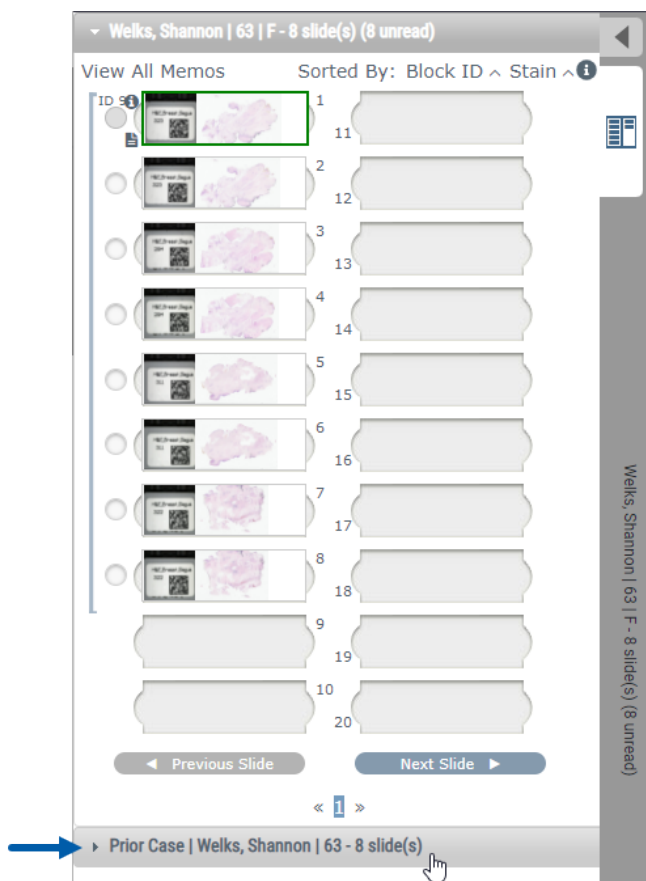 Welks, Shannon | 63 | F - 8 slide(s) (8 unread)
View All Memos
Sorted By: Block ID ^ Stain ^
ID 9
1
11
2
12
3
13
4
14
5
15
6
16
7
17
8
18
9
19
10
20
◄ Previous Slide
Next Slide ►
« 1 »
Prior Case | Welks, Shannon | 63 - 8 slide(s)
Welks, Shannon | 63 | F - 8 slide(s) (8 unread)